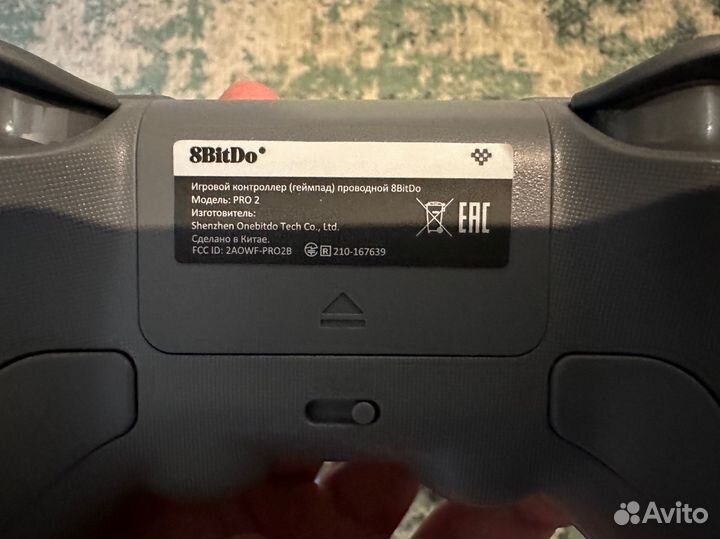 8BitDo
Игровой контроллер (геймпад) проводной 8BitDo
Модель: PRO 2
Изготовитель:
Shenzhen Onebitdo Tech Co., Ltd.
Сделано в Китае.
FCC ID: 2AOWF-PRO2B R 210-167639
EAC
Avito